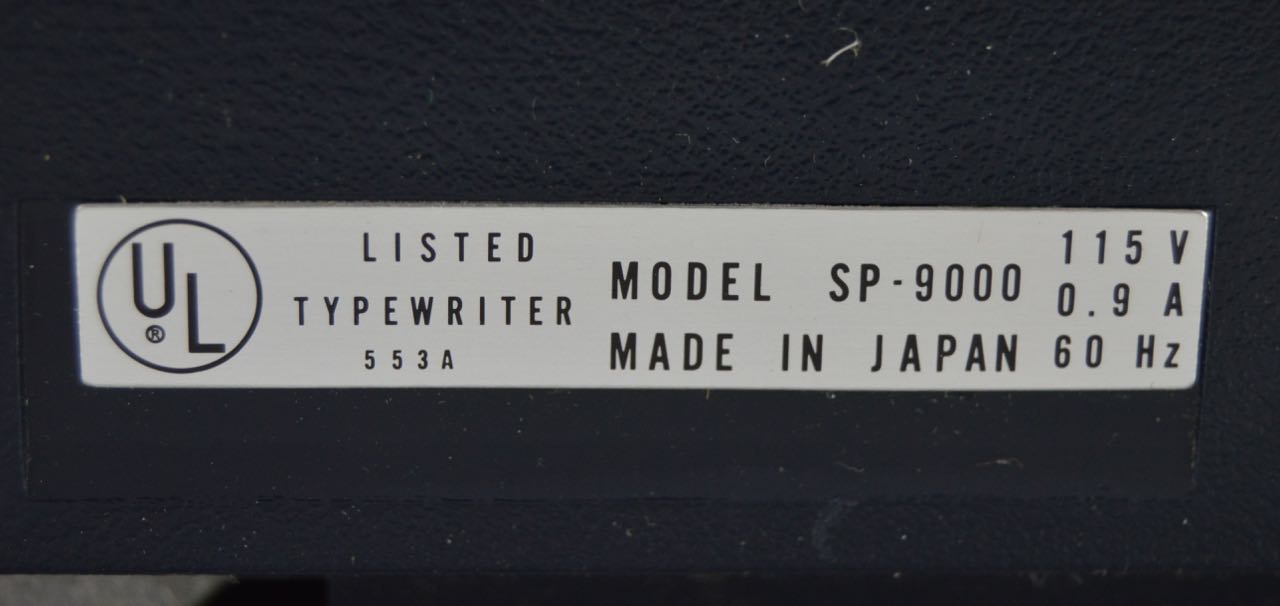 UL
®
LISTED
TYPEWRITER
553A
MODEL SP-9000
MADE IN JAPAN
115 V
0.9 A
60 Hz